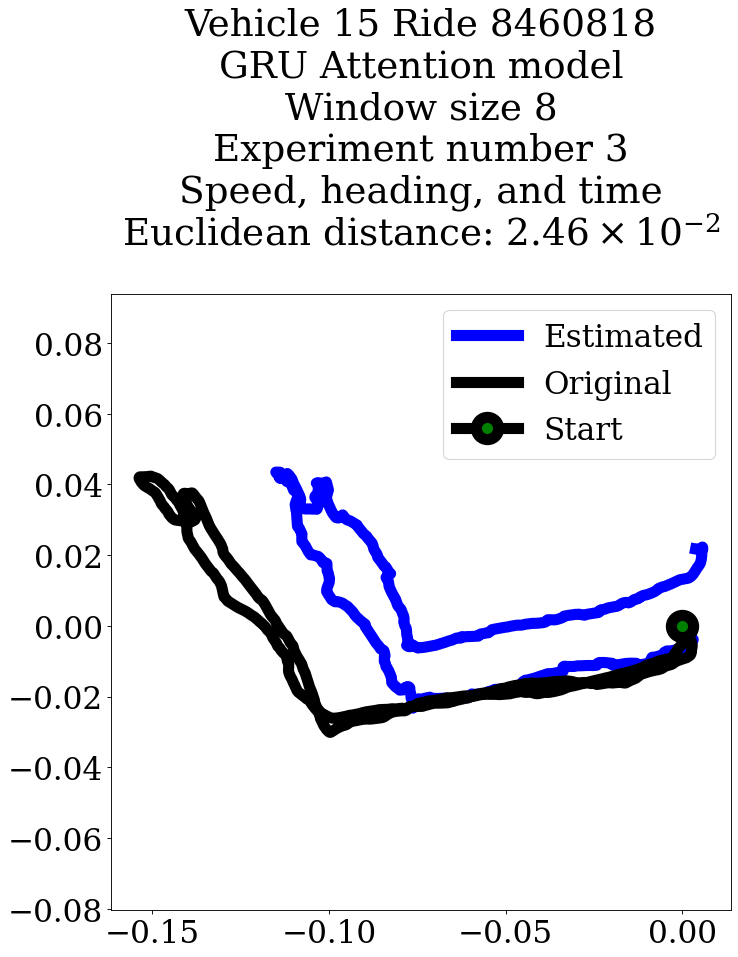 Vehicle 15 Ride 8460818
GRU Attention model
Window size 8
Experiment number 3
Speed, heading, and time
Euclidean distance: 2.46 × 10⁻²
Estimated
Original
Start
0.08
0.06
0.04
0.02
0.00
−0.02
−0.04
−0.06
−0.08
−0.15
−0.10
−0.05
0.00